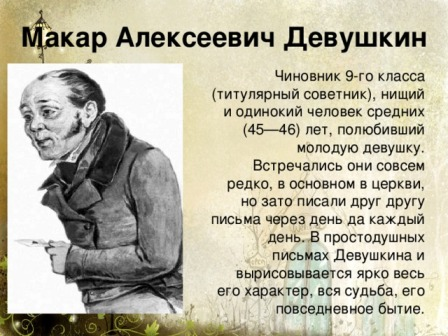 Макар Алексеевич Девушкин
Чиновник 9-го класса
(титулярный советник), нищий
и одинокий человек средних
(45—46) лет, полюбивший
молодую девушку.
Встречались они совсем
редко, в основном в церкви,
но зато писали друг другу
письма через день да каждый
день. В простодушных
письмах Девушкина и
вырисовывается ярко весь
его характер, вся судьба, его
повседневное бытие.